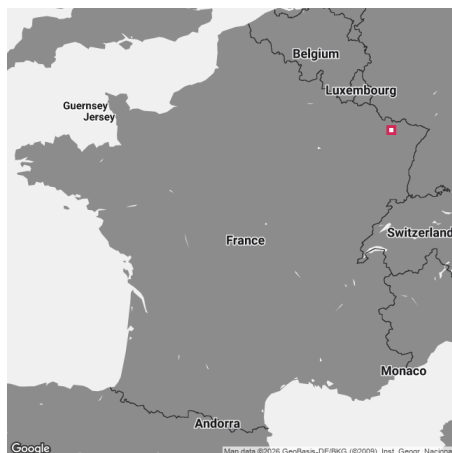 Belgium
Luxembourg
Guernsey
Jersey
France
Switzerland
Monaco
Andorra
Google
Map data ©2026 GeoBasis-DE/BKG (©2009), Inst. Geogr. Naciona